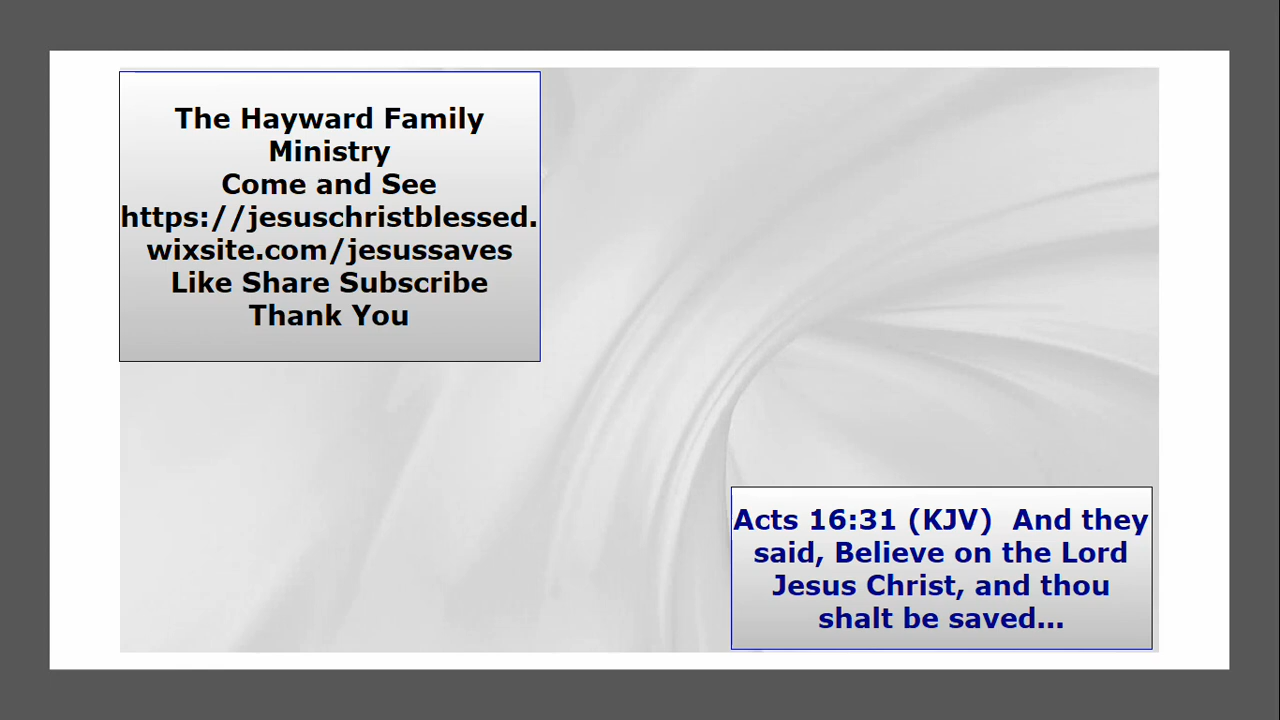 The Hayward Family
Ministry
Come and See
https://jesuschristblessed.
wixsite.com/jesussaves
Like Share Subscribe
Thank You
Acts 16:31 (KJV)  And they
said, Believe on the Lord
Jesus Christ, and thou
shalt be saved...